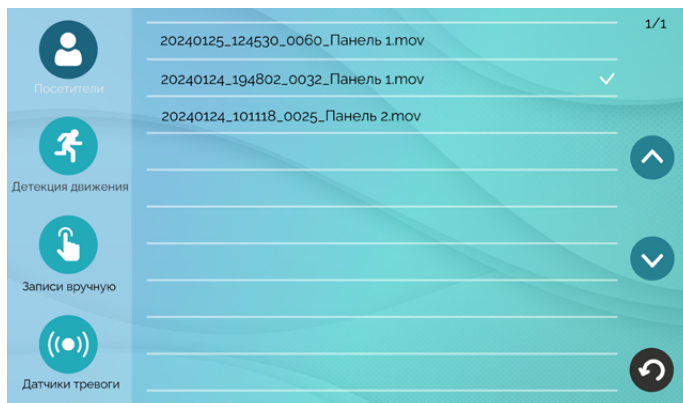 Посетители
Детекция движения
Записи вручную
Датчики тревоги
20240125_124530_0060_Панель 1.mov
20240124_194802_0032_Панель 1.mov
20240124_101118_0025_Панель 2.mov
1/1